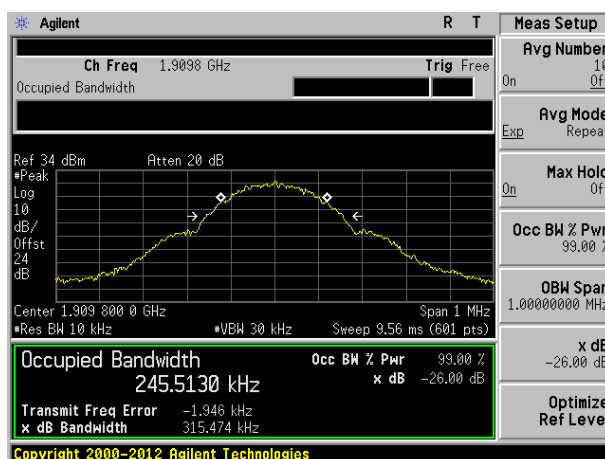 Agilent R T Meas Setup
Ch Freq 1.9098 GHz Trig Free
Occupied Bandwidth
Avg Number
10
On Off
Avg Mode
Exp Repeat
Max Hold
On Off
Occ BW % Pwr
99.00 %
OBW Span
1.00000000 MHz
x dB
-26.00 dB
Optimize
Ref Level
Ref 34 dBm Atten 20 dB
#Peak
Log
10
dB/
Offst
24
dB
Center 1.909 800 0 GHz Span 1 MHz
#Res BW 10 kHz #VBW 30 kHz Sweep 9.56 ms (601 pts)
Occupied Bandwidth
245.5130 kHz
Occ BW % Pwr 99.00 %
x dB -26.00 dB
Transmit Freq Error -1.946 kHz
x dB Bandwidth 315.474 kHz
Copyright 2000-2012 Agilent Technologies